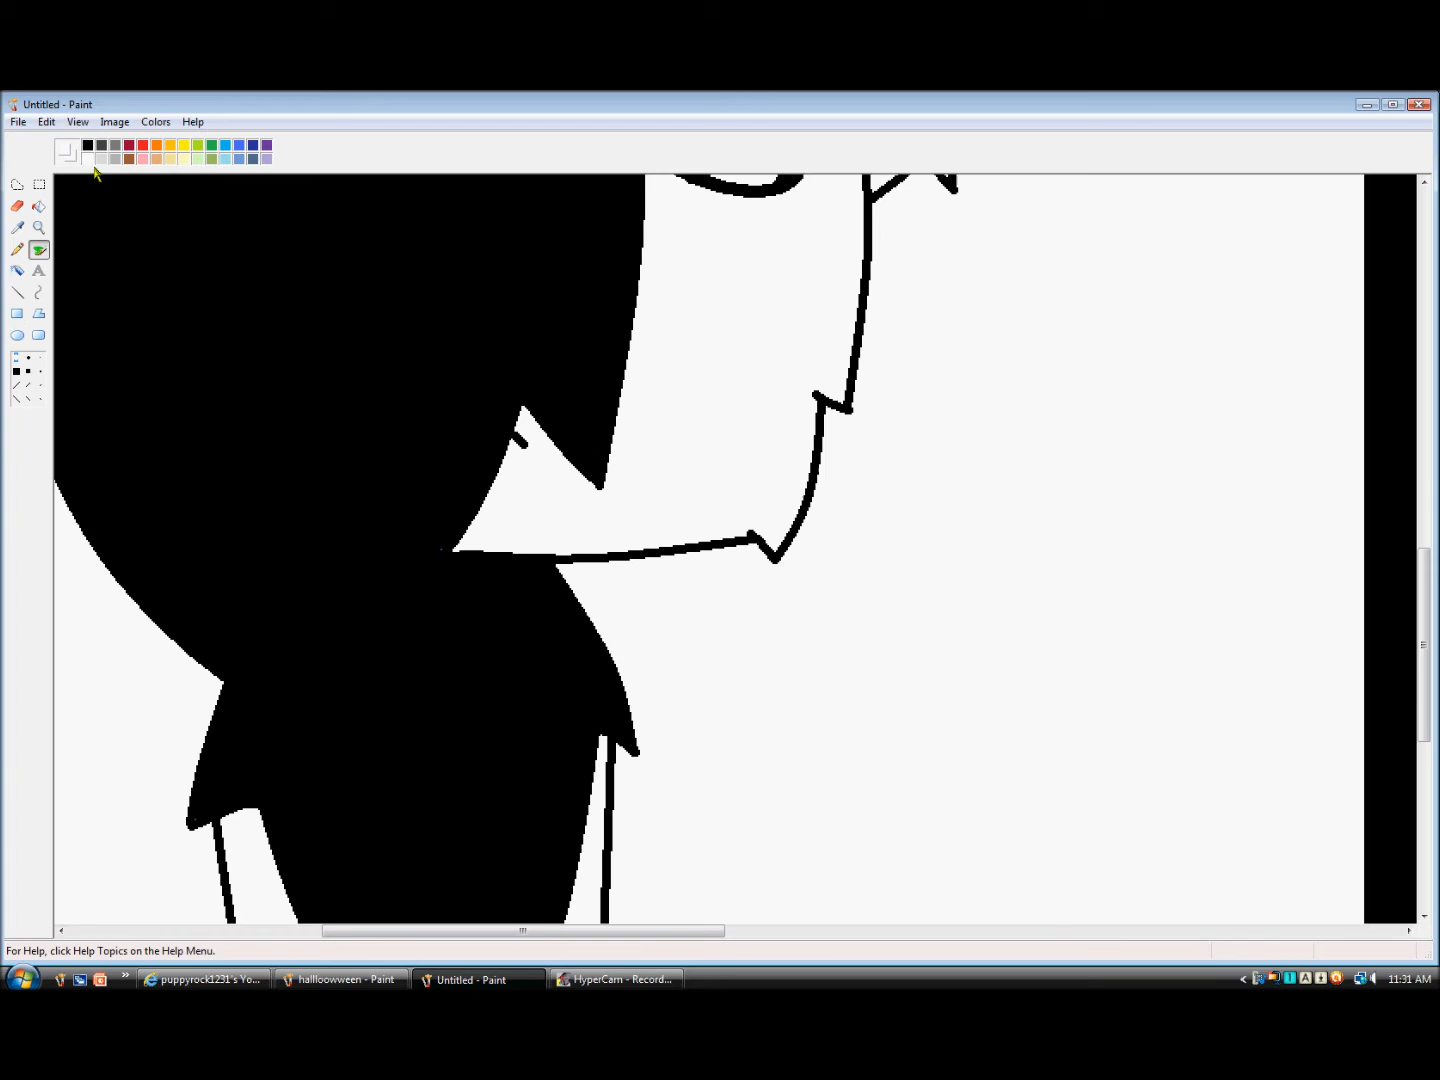 Untitled - Paint
File Edit View Image Colors Help
A
For Help, click Help Topics on the Help Menu.
» puppyrock1231's Yo... halloowween - Paint Untitled - Paint HyperCam - Record... < A 11:31 AM